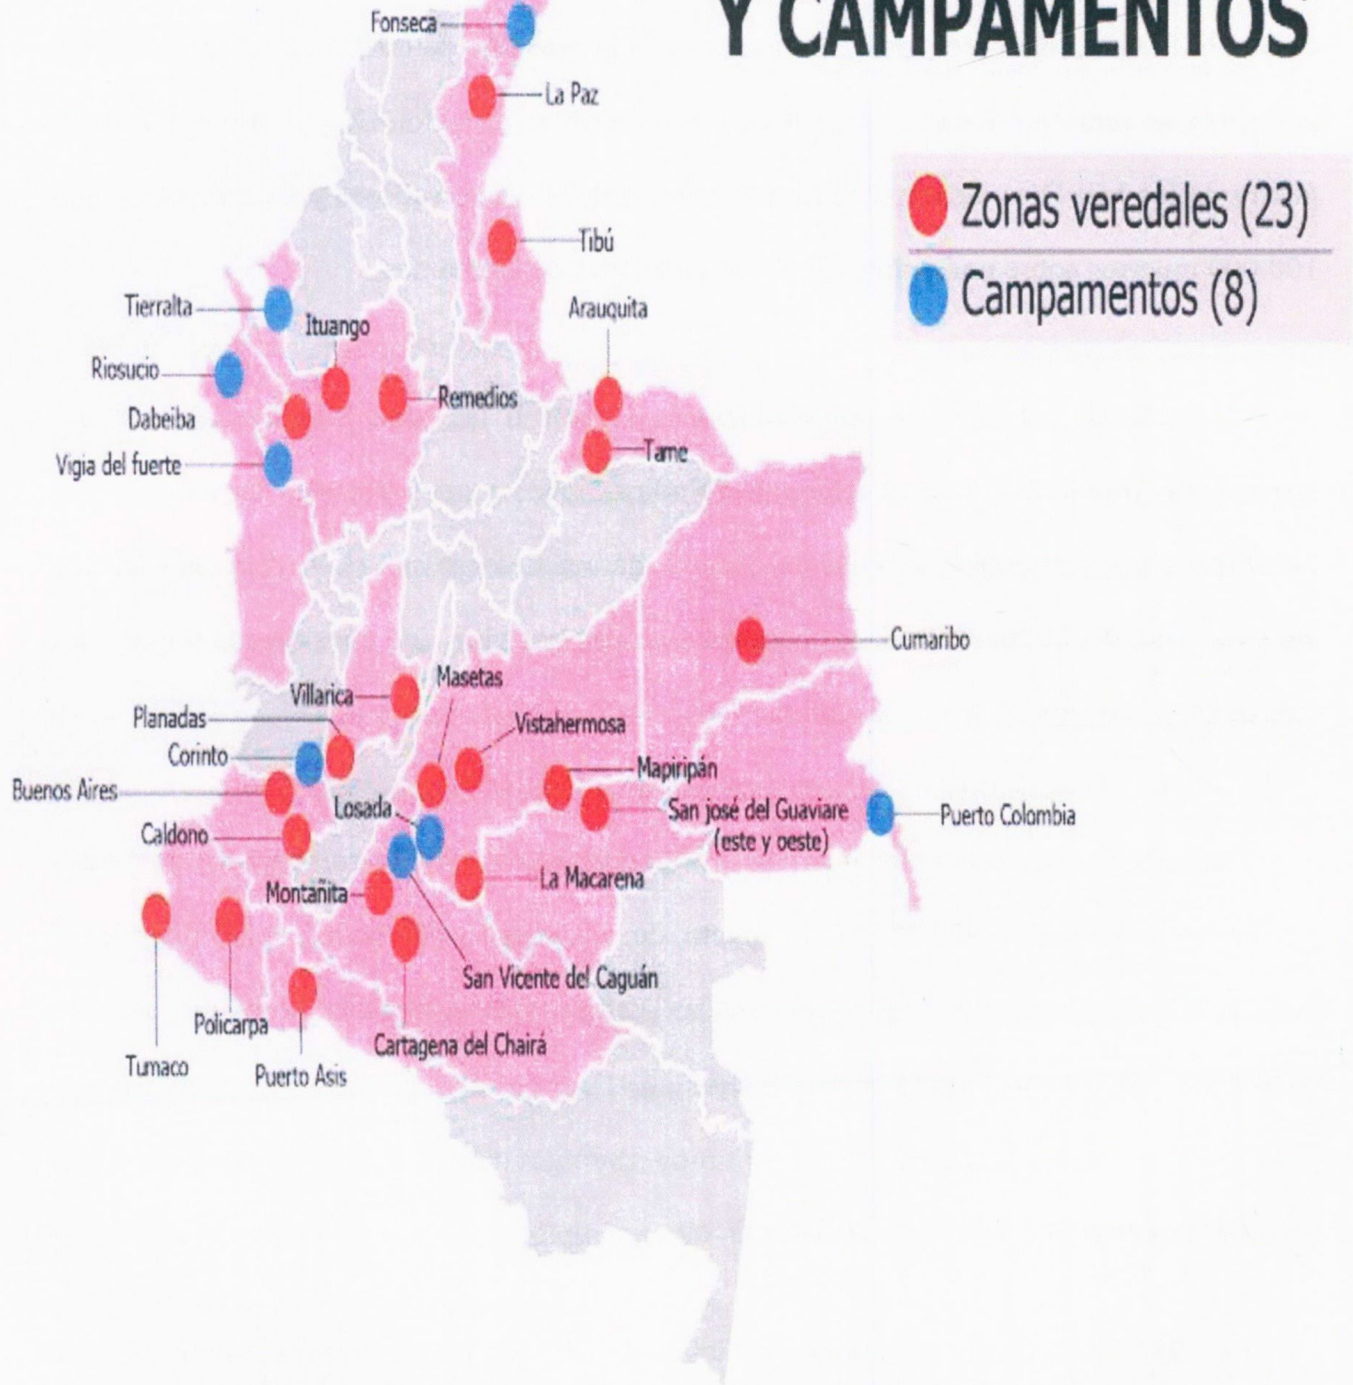 Y CAMPAMENTOS
Fonseca
La Paz
Zonas veredales (23)
Campamentos (8)
Tibú
Tierralta
Ituango
Arauquita
Riosucio
Remedios
Dabeiba
Tame
Vigia del fuerte
Cumaribo
Masetas
Villarica
Planadas
Vistahermosa
Corinto
Mapiripán
Buenos Aires
Losada
San josé del Guaviare
(este y oeste)
Puerto Colombia
Caldono
La Macarena
Montañita
San Vicente del Caguán
Policarpa
Cartagena del Chairá
Tumaco
Puerto Asis